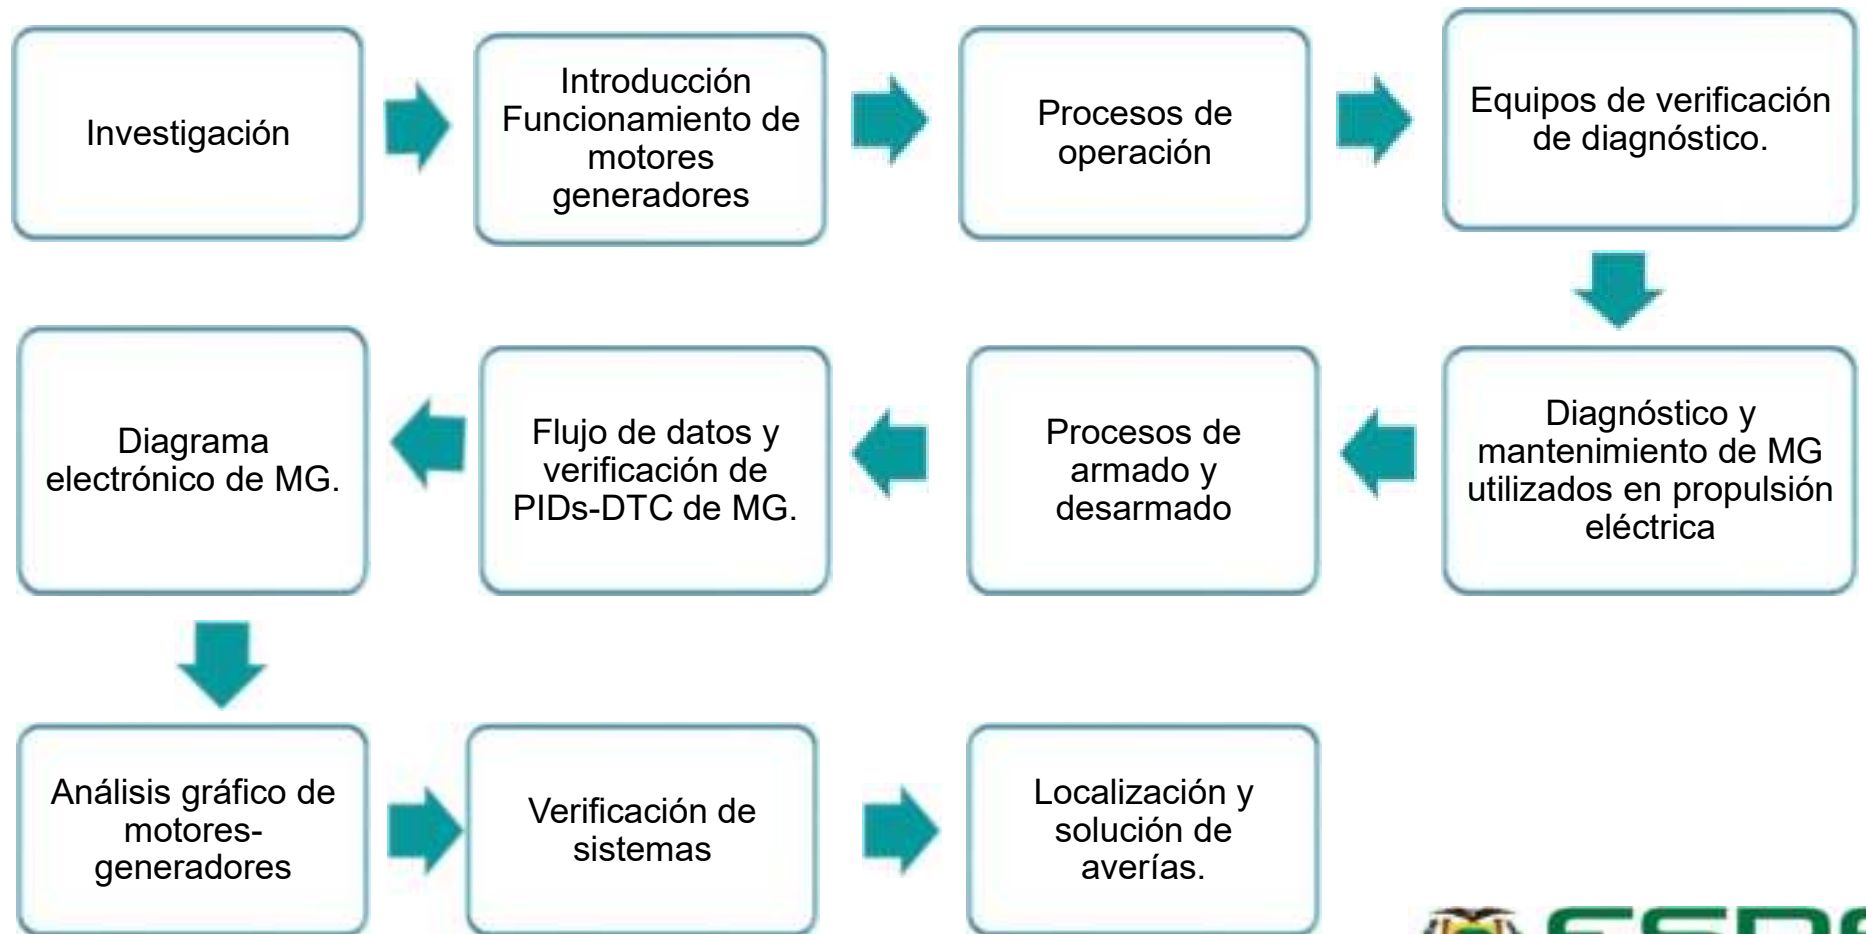 Investigación
Introducción
Funcionamiento de
motores
generadores
Procesos de
operación
Equipos de verificación
de diagnóstico.
Diagnóstico y
mantenimiento de MG
utilizados en propulsión
eléctrica
Procesos de
armado y
desarmado
Flujo de datos y
verificación de
PIDs-DTC de MG.
Diagrama
electrónico de MG.
Análisis gráfico de
motores-
generadores
Verificación de
sistemas
Localización y
solución de
averías.